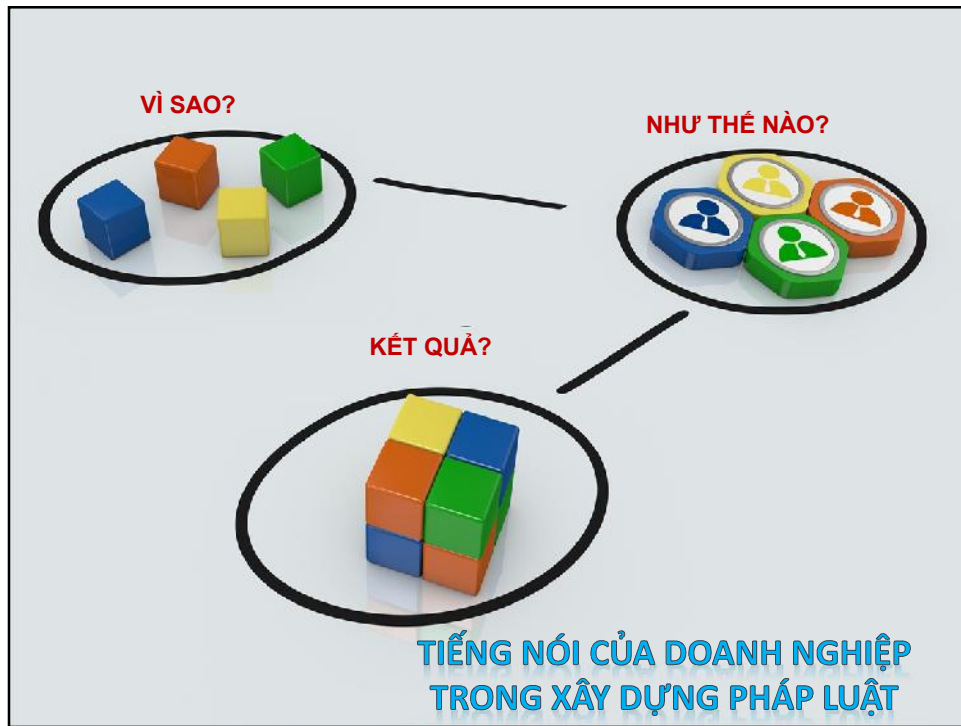 VÌ SAO?
NHƯ THẾ NÀO?
KẾT QUẢ?
TIẾNG NÓI CỦA DOANH NGHIỆP
TRONG XÂY DỰNG PHÁP LUẬT